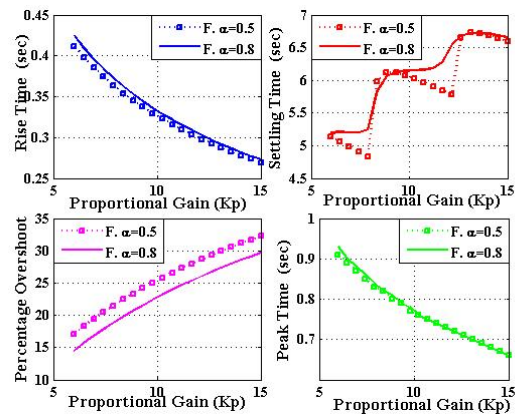 Rise Time (sec)
0.45
0.4
0.35
0.3
0.25
5
10
15
Proportional Gain (Kp)
F. α=0.5
F. α=0.8
Settling Time (sec)
7
6.5
6
5.5
5
4.5
5
10
15
Proportional Gain (Kp)
F. α=0.5
F. α=0.8
Percentage Overshoot
35
30
25
20
15
10
5
10
15
Proportional Gain (Kp)
F. α=0.5
F. α=0.8
Peak Time (sec)
1
0.9
0.8
0.7
5
10
15
Proportional Gain (Kp)
F. α=0.5
F. α=0.8